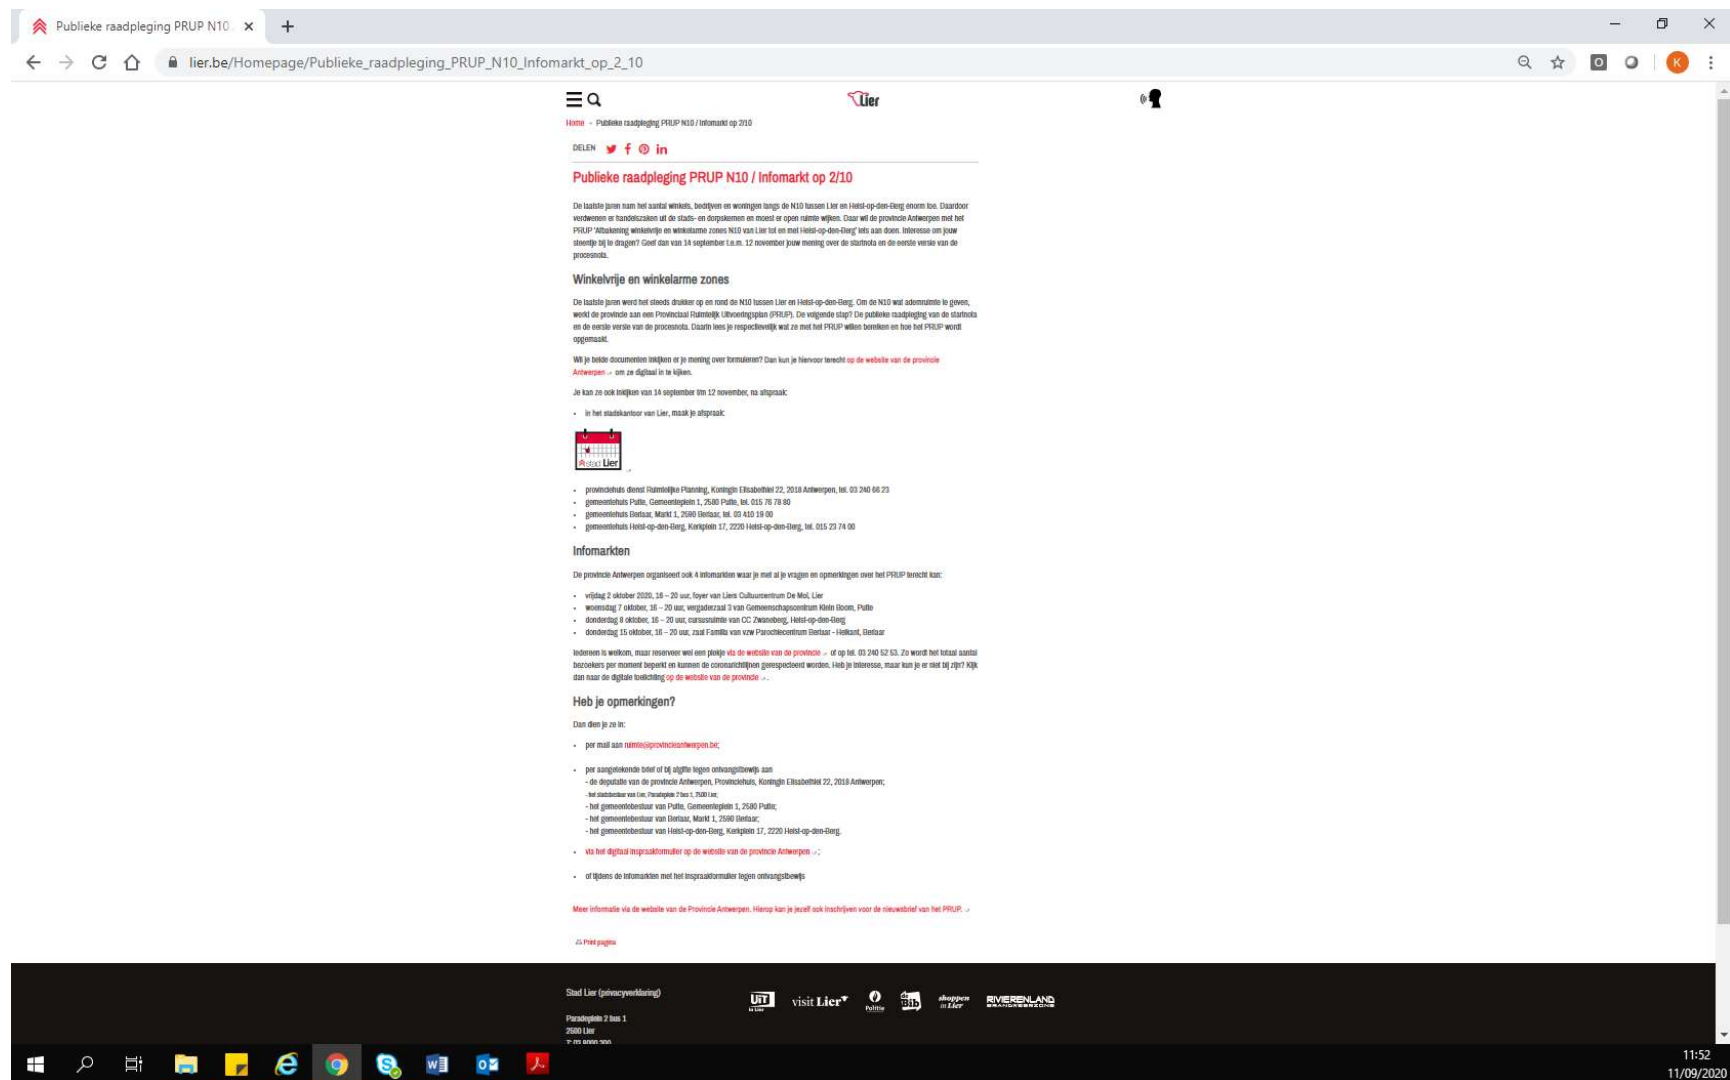 Publieke raadpleging PRUP N10
lier.be/Homepage/Publieke_raadpleging_PRUP_N10_Infomarkt_op_2_10
K
Lier
Home - Publieke raadpleging PRUP N10 / Infomarkt op 2/10
DELEN
Publieke raadpleging PRUP N10 / Infomarkt op 2/10
De laatste jaren nam het aantal winkels, bedrijven en woningen langs de N10 tussen Lier en Heist-op-den-Berg enorm toe. Daardoor
verdwenen er handelszaken uit de stads- en dorpskernen en moest er open ruimte wijken. Daar wil de provincie Antwerpen met het
PRUP 'Afbakening winkelvrije en winkelarme zones N10 van Lier tot en met Heist-op-den-Berg' iets aan doen. Interesse om jouw
steentje bij te dragen? Geef dan van 14 september t.e.m. 12 november jouw mening over de startnota en de eerste versie van de
procesnota.
Winkelvrije en winkelarme zones
De laatste jaren werd het steeds drukker op en rond de N10 tussen Lier en Heist-op-den-Berg. Om de N10 wat ademruimte te geven,
werkt de provincie aan een Provinciaal Ruimtelijk Uitvoeringsplan (PRUP). De volgende stap? De publieke raadpleging van de startnota
en de eerste versie van de procesnota. Daarin lees je respectievelijk wat ze met het PRUP willen bereiken en hoe het PRUP wordt
opgemaakt.
Wil je beide documenten inkijken er je mening over formuleren? Dan kun je hiervoor terecht op de website van de provincie
Antwerpen om ze digitaal in te kijken.
Je kan ze ook inkijken van 14 september t/m 12 november, na afspraak:
• in het stadskantoor van Lier, maak je afspraak:
stad Lier
• provinciehuis dienst Ruimtelijke Planning, Koningin Elisabethlei 22, 2018 Antwerpen, tel. 03 240 66 23
• gemeentehuis Putte, Gemeenteplein 1, 2580 Putte, tel. 015 76 78 80
• gemeentehuis Berlaar, Markt 1, 2590 Berlaar, tel. 03 410 19 00
• gemeentehuis Heist-op-den-Berg, Kerkplein 17, 2220 Heist-op-den-Berg, tel. 015 23 74 00
Infomarkten
De provincie Antwerpen organiseert ook 4 infomarkten waar je met al je vragen en opmerkingen over het PRUP terecht kan:
• vrijdag 2 oktober 2020, 16 – 20 uur, foyer van Liers Cultuurcentrum De Mol, Lier
• woensdag 7 oktober, 16 – 20 uur, vergaderzaal 3 van Gemeenschapscentrum Klein Boom, Putte
• donderdag 8 oktober, 16 – 20 uur, cursusruimte van CC Zwaneberg, Heist-op-den-Berg
• donderdag 15 oktober, 16 – 20 uur, zaal Familia van vzw Parochiecentrum Berlaar - Heikant, Berlaar
Iedereen is welkom, maar reserveer wel een plekje via de website van de provincie of op tel. 03 240 52 53. Zo wordt het totaal aantal
bezoekers per moment beperkt en kunnen de coronarichtlijnen gerespecteerd worden. Heb je interesse, maar kun je er niet bij zijn? Kijk
dan naar de digitale toelichting op de website van de provincie .
Heb je opmerkingen?
Dan dien je ze in:
• per mail aan ruimte@provincieantwerpen.be;
• per aangetekende brief of bij afgifte tegen ontvangstbewijs aan
- de deputatie van de provincie Antwerpen, Provinciehuis, Koningin Elisabethlei 22, 2018 Antwerpen;
- het stadsbestuur van Lier, Paradeplein 2 bus 1, 2500 Lier;
- het gemeentebestuur van Putte, Gemeenteplein 1, 2580 Putte;
- het gemeentebestuur van Berlaar, Markt 1, 2590 Berlaar;
- het gemeentebestuur van Heist-op-den-Berg, Kerkplein 17, 2220 Heist-op-den-Berg.
• via het digitaal inspraakformulier op de website van de provincie Antwerpen ;
• of tijdens de infomarkten met het inspraakformulier tegen ontvangstbewijs
Meer informatie via de website van de Provincie Antwerpen. Hierop kan je jezelf ook inschrijven voor de nieuwsbrief van het PRUP.
Print pagina
Stad Lier (privacyverklaring)
Paradeplein 2 bus 1
2500 Lier
T: 03 8000 300
UiT in Lier
visit Lier
Politie
de Bib
shoppen in Lier
RIVIERENLAND
BRANDWEERZONE
11:52
11/09/2020